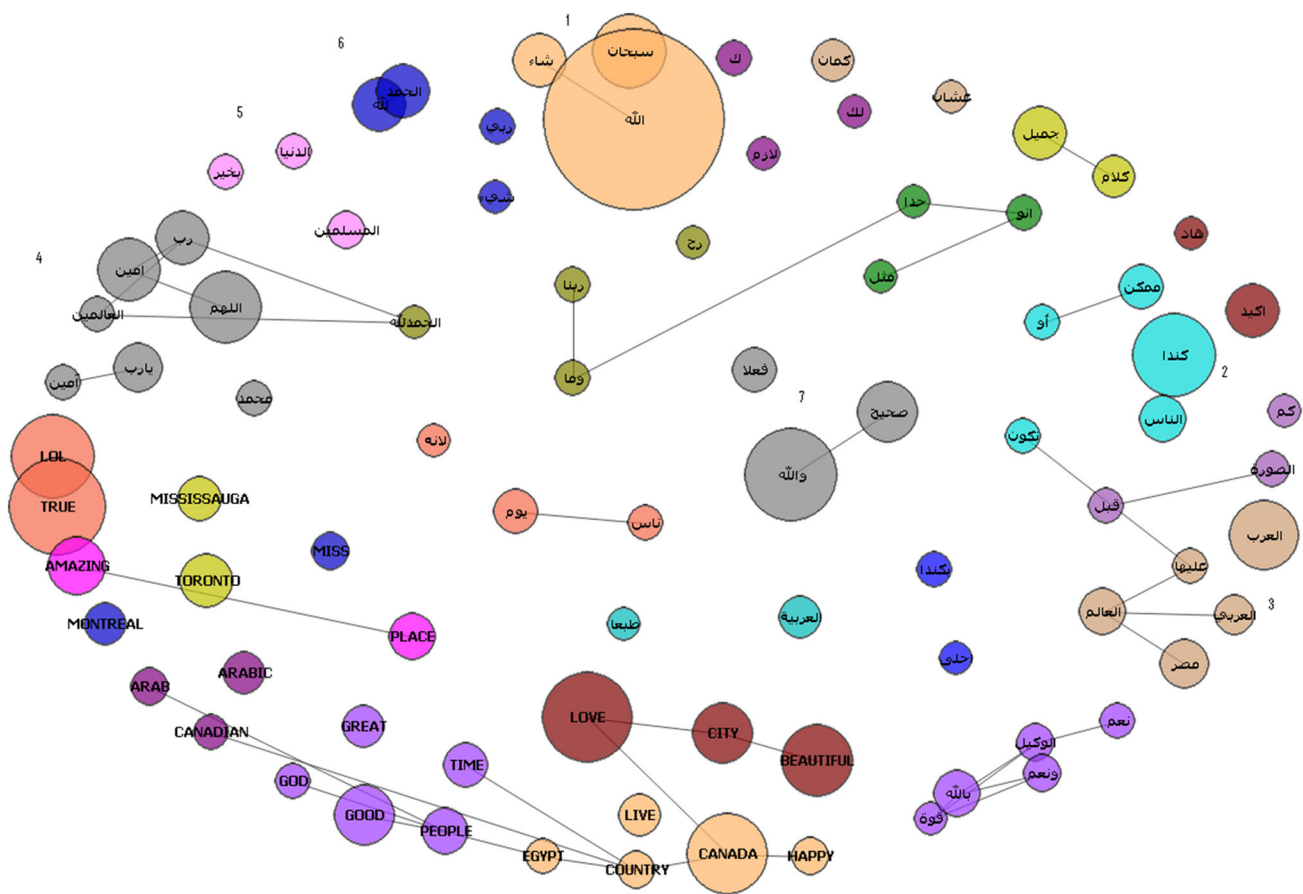 1
6
سبحان
شاء
ك
كمان
الحمد
لله
عشان
5
الله
لك
ربي
جميل
الدنيا
لازم
بخير
كلام
شيء
جدا
انو
المسلمين
هاد
رب
رح
4
امين
مثل
ربنا
ممكن
اللهم
العالمين
الحمدلله
أو
اكيد
كندا
يارب
أمين
وما
فعلا
2
محمد
7
صحيح
الناس
كم
لانه
تكون
LOL
والله
الصورة
MISSISSAUGA
TRUE
يوم
ناس
قبل
العرب
MISS
AMAZING
عليها
TORONTO
بكندا
3
MONTREAL
PLACE
طبعا
العربية
العالم
العربي
احلى
مصر
ARABIC
ARAB
LOVE
CANADIAN
GREAT
CITY
نعم
الوكيل
TIME
BEAUTIFUL
ونعم
GOD
بالله
GOOD
LIVE
قوة
PEOPLE
EGYPT
COUNTRY
CANADA
HAPPY